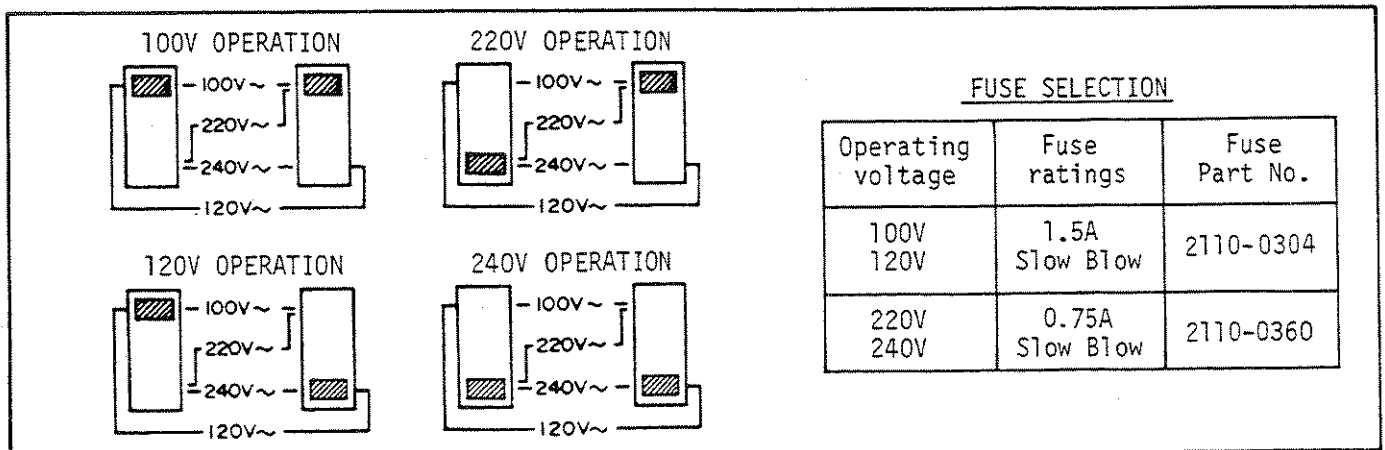 100V OPERATION
100V~
220V~
240V~
120V~
220V OPERATION
100V~
220V~
240V~
120V~
120V OPERATION
100V~
220V~
240V~
120V~
240V OPERATION
100V~
220V~
240V~
120V~
FUSE SELECTION
Operating voltage Fuse ratings Fuse Part No.
100V 120V 1.5A Slow Blow 2110-0304
220V 240V 0.75A Slow Blow 2110-0360